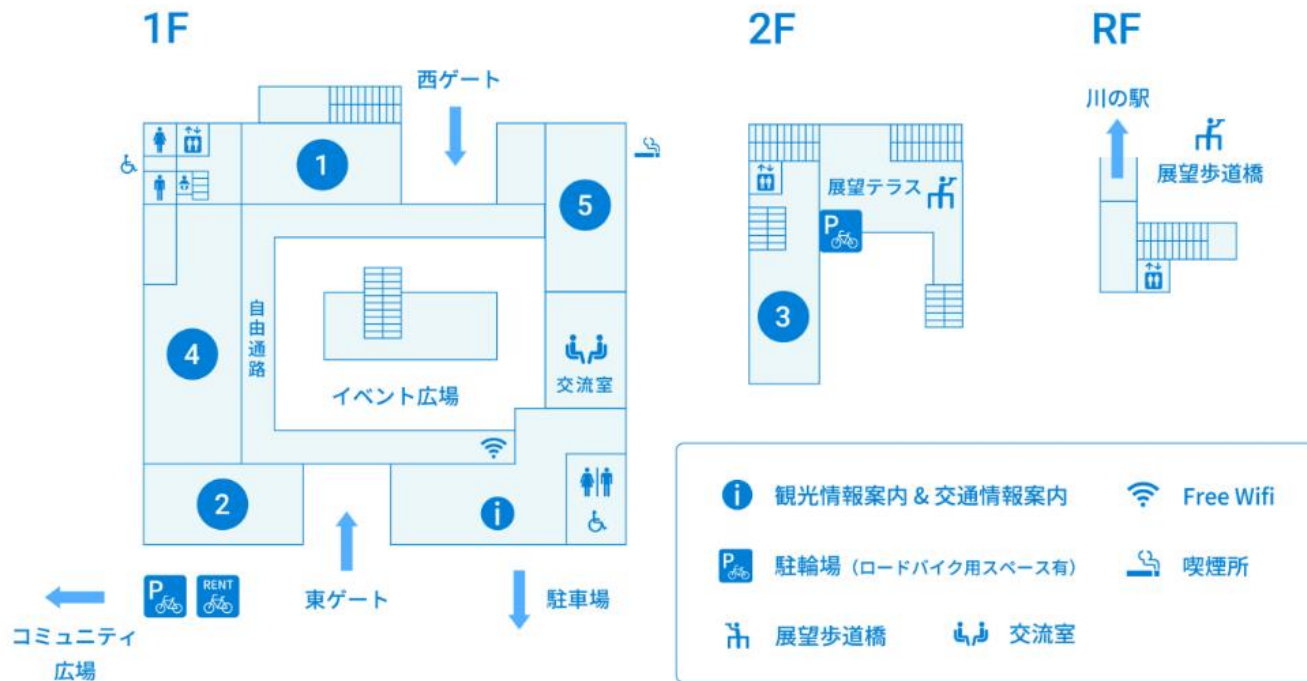 1F
2F
RF
西ゲート
川の駅
展望歩道橋
1
5
展望テラス
P
自由通路
4
3
交流室
イベント広場
2
i
P
RENT
東ゲート
駐車場
コミュニティ
広場
i 観光情報案内 & 交通情報案内
Free Wifi
P 駐輪場（ロードバイク用スペース有）
喫煙所
展望歩道橋
交流室